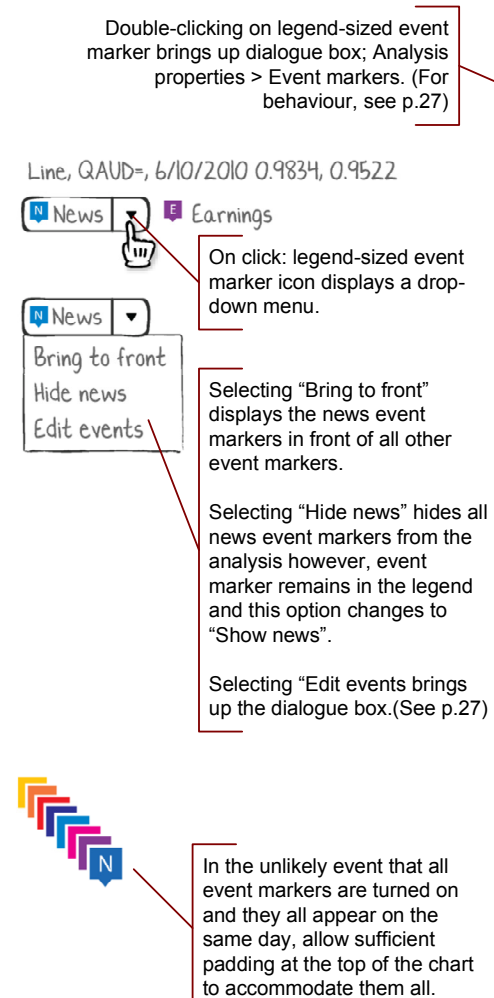 Double-clicking on legend-sized event
marker brings up dialogue box; Analysis
properties > Event markers. (For
behaviour, see p.27)
Line, QAUD=, 6/10/2010 0.9834, 0.9522
N News E Earnings
On click: legend-sized event
marker icon displays a drop-
down menu.
N News
Bring to front
Hide news
Edit events
Selecting “Bring to front”
displays the news event
markers in front of all other
event markers.
Selecting “Hide news” hides all
news event markers from the
analysis however, event
marker remains in the legend
and this option changes to
“Show news”.
Selecting “Edit events brings
up the dialogue box.(See p.27)
N
In the unlikely event that all
event markers are turned on
and they all appear on the
same day, allow sufficient
padding at the top of the chart
to accommodate them all.